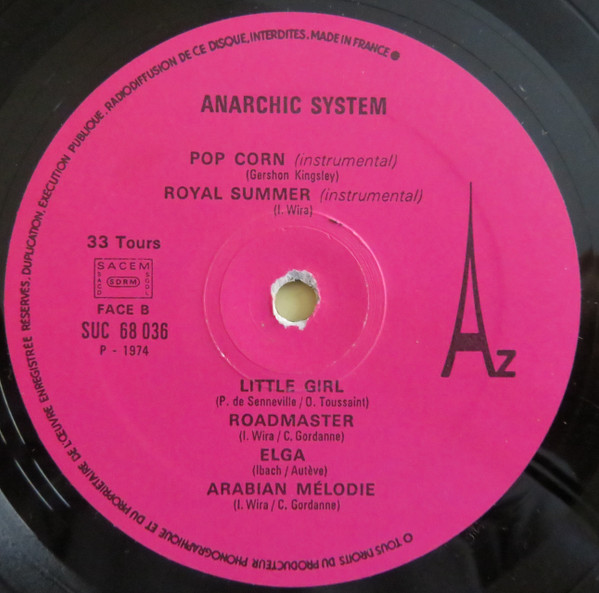 O TOUS DROITS DU PRODUCTEUR PHONOGRAPHIQUE ET DU PROPRIETAIRE DE L'ŒUVRE ENREGISTREE RESERVES. DUPLICATION. EXECUTION PUBLIQUE. RADIODIFFUSION DE CE DISQUE, INTERDITES. MADE IN FRANCE
ANARCHIC SYSTEM
POP CORN (instrumental)
(Gershon Kingsley)
ROYAL SUMMER (instrumental)
(I. Wira)
33 Tours
SACEM
SACD SDRM SGDL
FACE B
SUC 68 036
P - 1974
Az
LITTLE GIRL
(P. de Senneville / O. Toussaint)
ROADMASTER
(I. Wira / C. Gordanne)
ELGA
(Ibach / Autève)
ARABIAN MÉLODIE
(I. Wira / C. Gordanne)